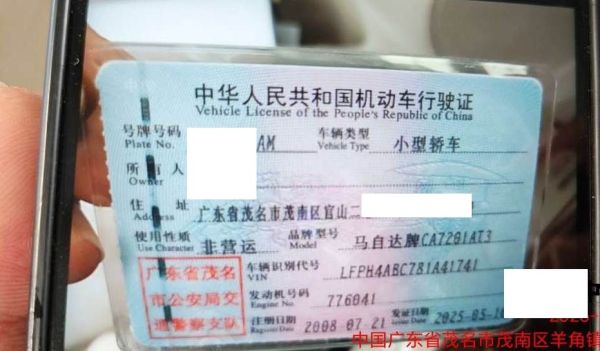 中华人民共和国机动车行驶证
Vehicle License of the People's Republic of China
号牌号码 AM 车辆类型 小型轿车
Plate No. Vehicle Type
所有人
Owner
住址 广东省茂名市茂南区官山二
Address
使用性质 非营运 品牌型号 马自达牌CA7201AT3
Use Character Model
广东省茂名
市公安局交
通警察支队
车辆识别代号 LFPH4ABC781A41741
VIN
发动机号码 776041
Engine No.
注册日期 2008-07-21 发证日期 2025-05-1
Register Date Issue Date
中国广东省茂名市茂南区羊角镇